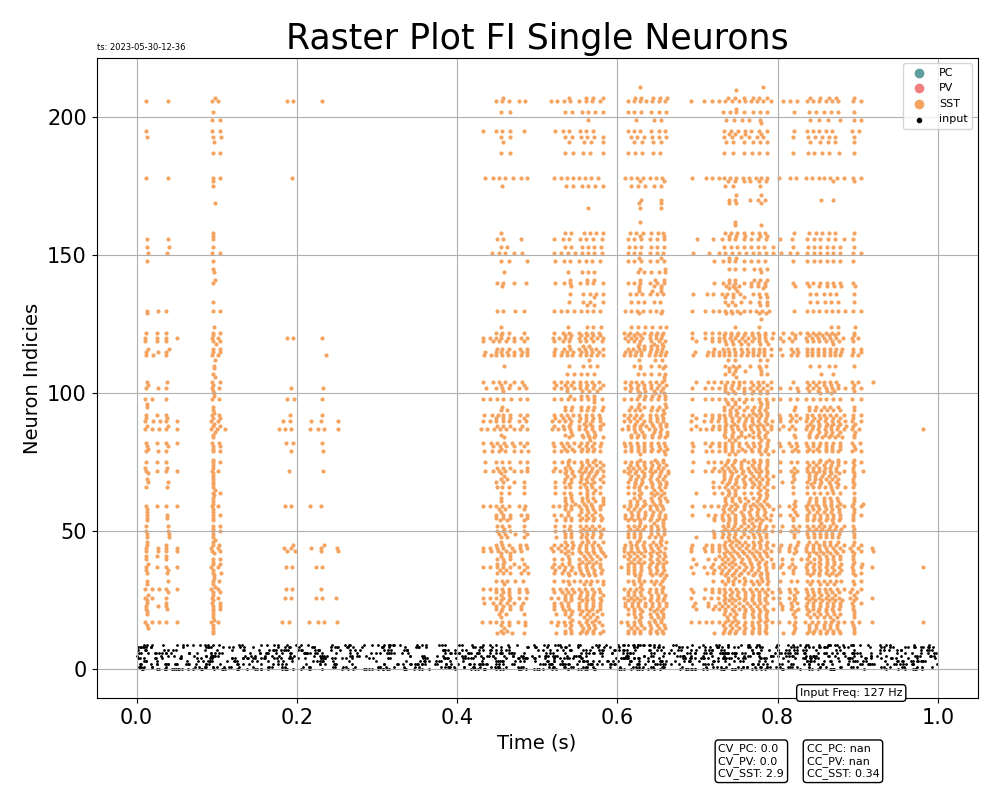 Raster Plot FI Single Neurons
ts: 2023-05-30-12-36
PC
PV
SST
input
200
150
100
50
0
Neuron Indicies
0.0 0.2 0.4 0.6 0.8 1.0
Input Freq: 127 Hz
Time (s)
CV_PC: 0.0
CV_PV: 0.0
CV_SST: 2.9
CC_PC: nan
CC_PV: nan
CC_SST: 0.34